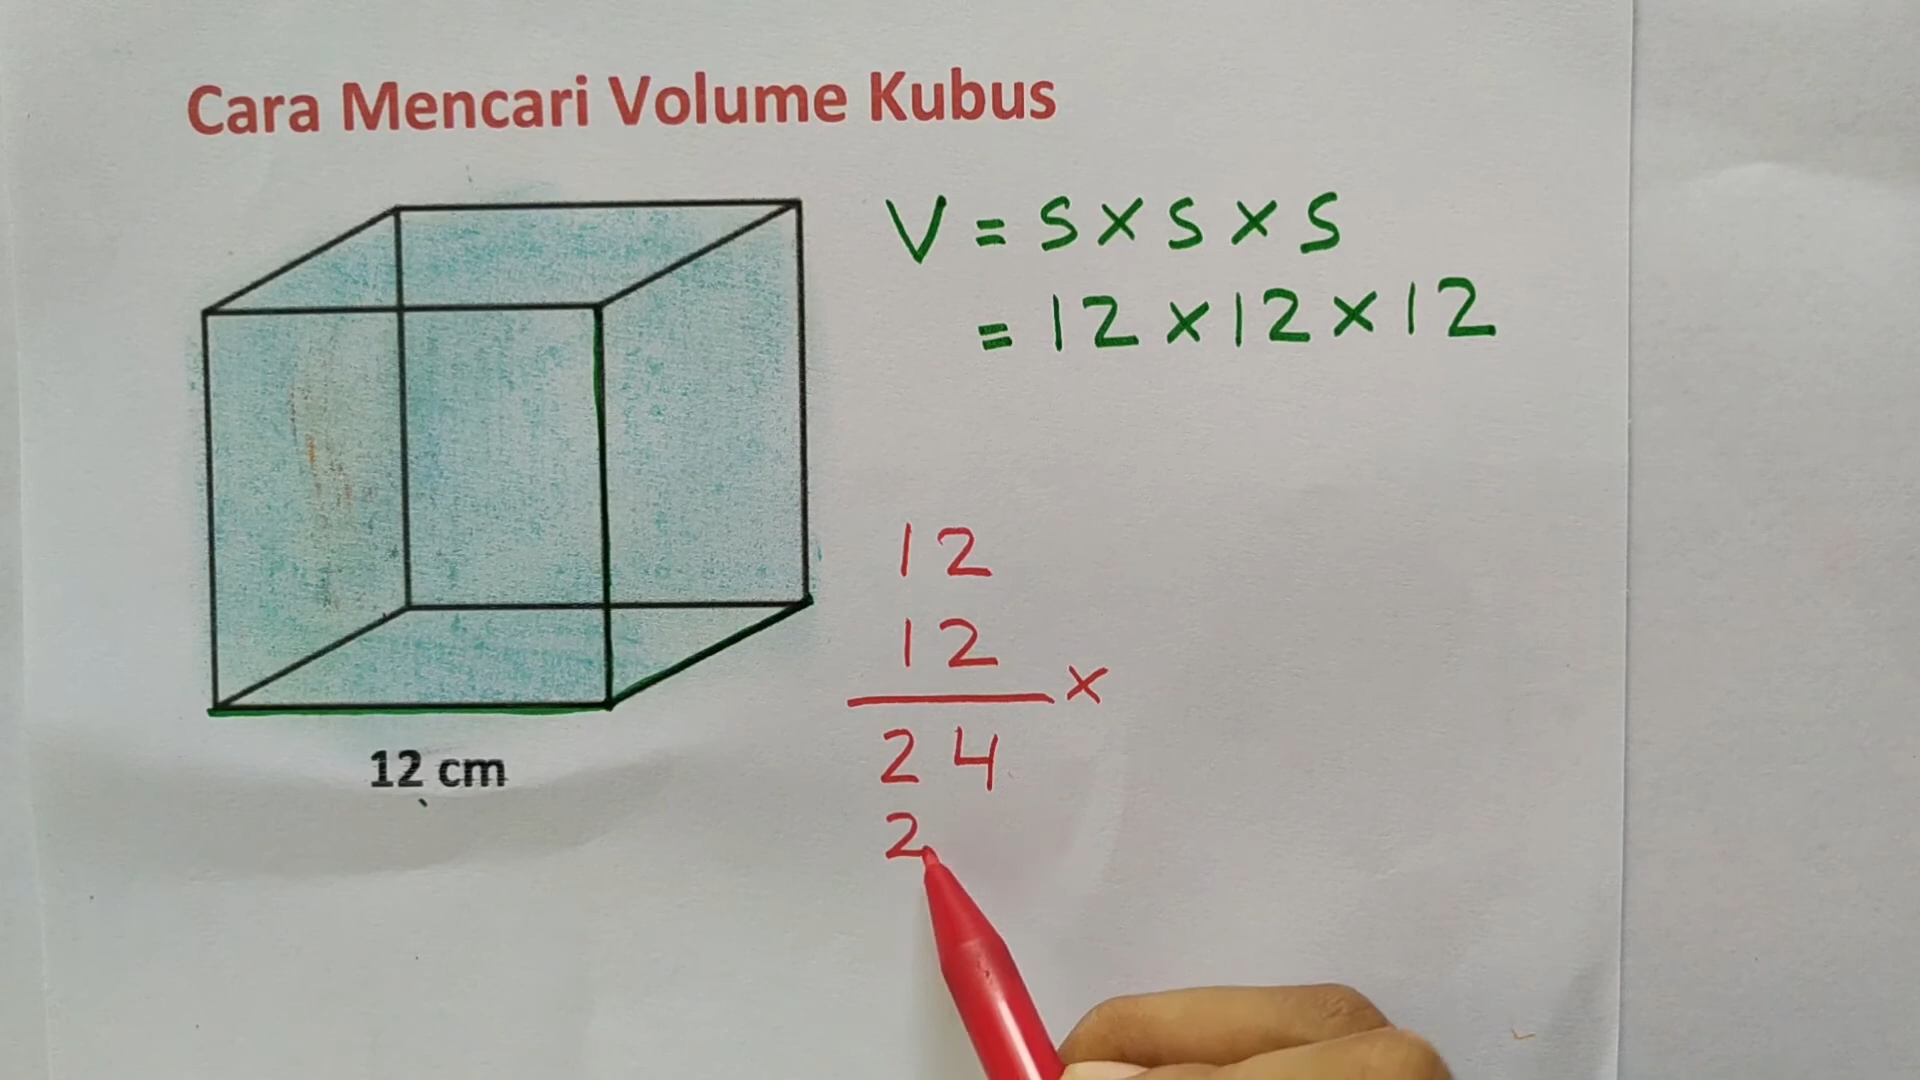 Cara Mencari Volume Kubus
V = S × S × S
= 12 × 12 × 12
12 cm
12
12
×
24
2